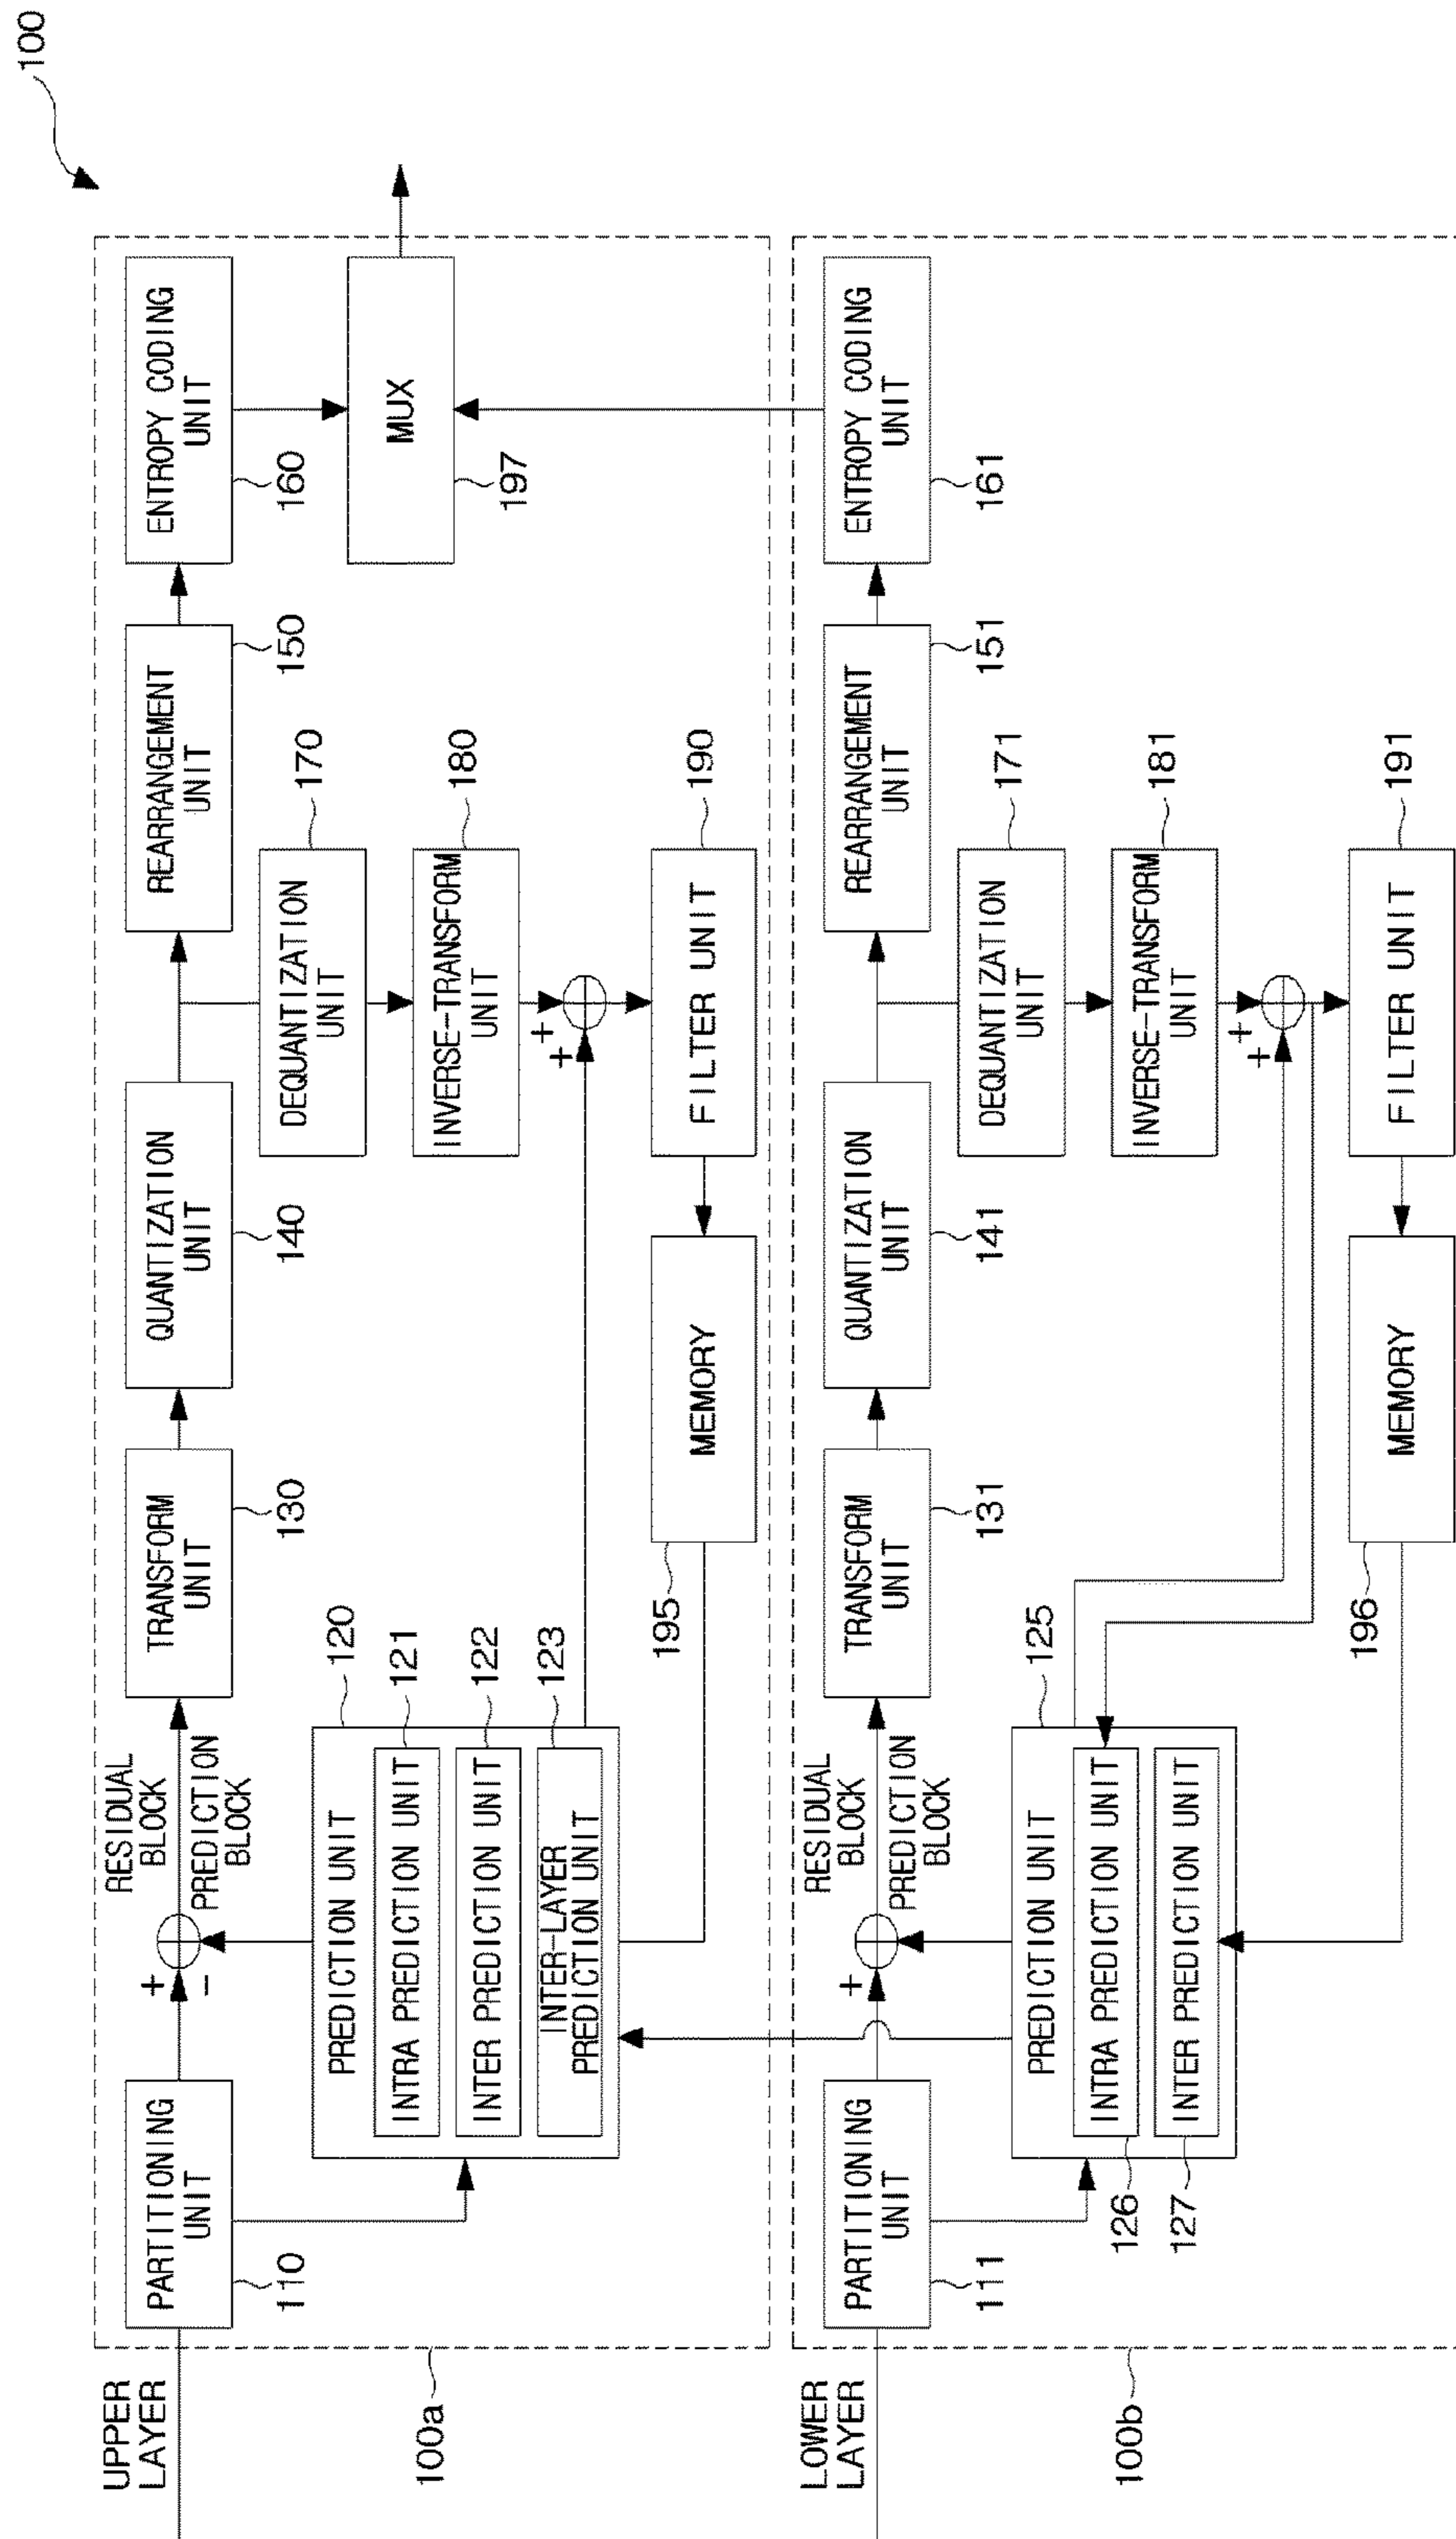 100
UPPER
LAYER
100a
PARTITIONING
UNIT
110
+
-
RESIDUAL
BLOCK
PREDICTION
BLOCK
TRANSFORM
UNIT
130
QUANTIZATION
UNIT
140
REARRANGEMENT
UNIT
150
ENTROPY CODING
UNIT
160
PREDICTION UNIT
120
INTRA PREDICTION UNIT
121
INTER PREDICTION UNIT
122
INTER-LAYER
PREDICTION UNIT
123
DEQUANTIZATION
UNIT
170
INVERSE-TRANSFORM
UNIT
180
+
+
FILTER UNIT
190
MEMORY
195
MUX
197
LOWER
LAYER
100b
PARTITIONING
UNIT
111
+
RESIDUAL
BLOCK
PREDICTION
BLOCK
TRANSFORM
UNIT
131
QUANTIZATION
UNIT
141
REARRANGEMENT
UNIT
151
ENTROPY CODING
UNIT
161
PREDICTION UNIT
125
INTRA PREDICTION UNIT
126
INTER PREDICTION UNIT
127
DEQUANTIZATION
UNIT
171
INVERSE-TRANSFORM
UNIT
181
+
+
FILTER UNIT
191
MEMORY
196